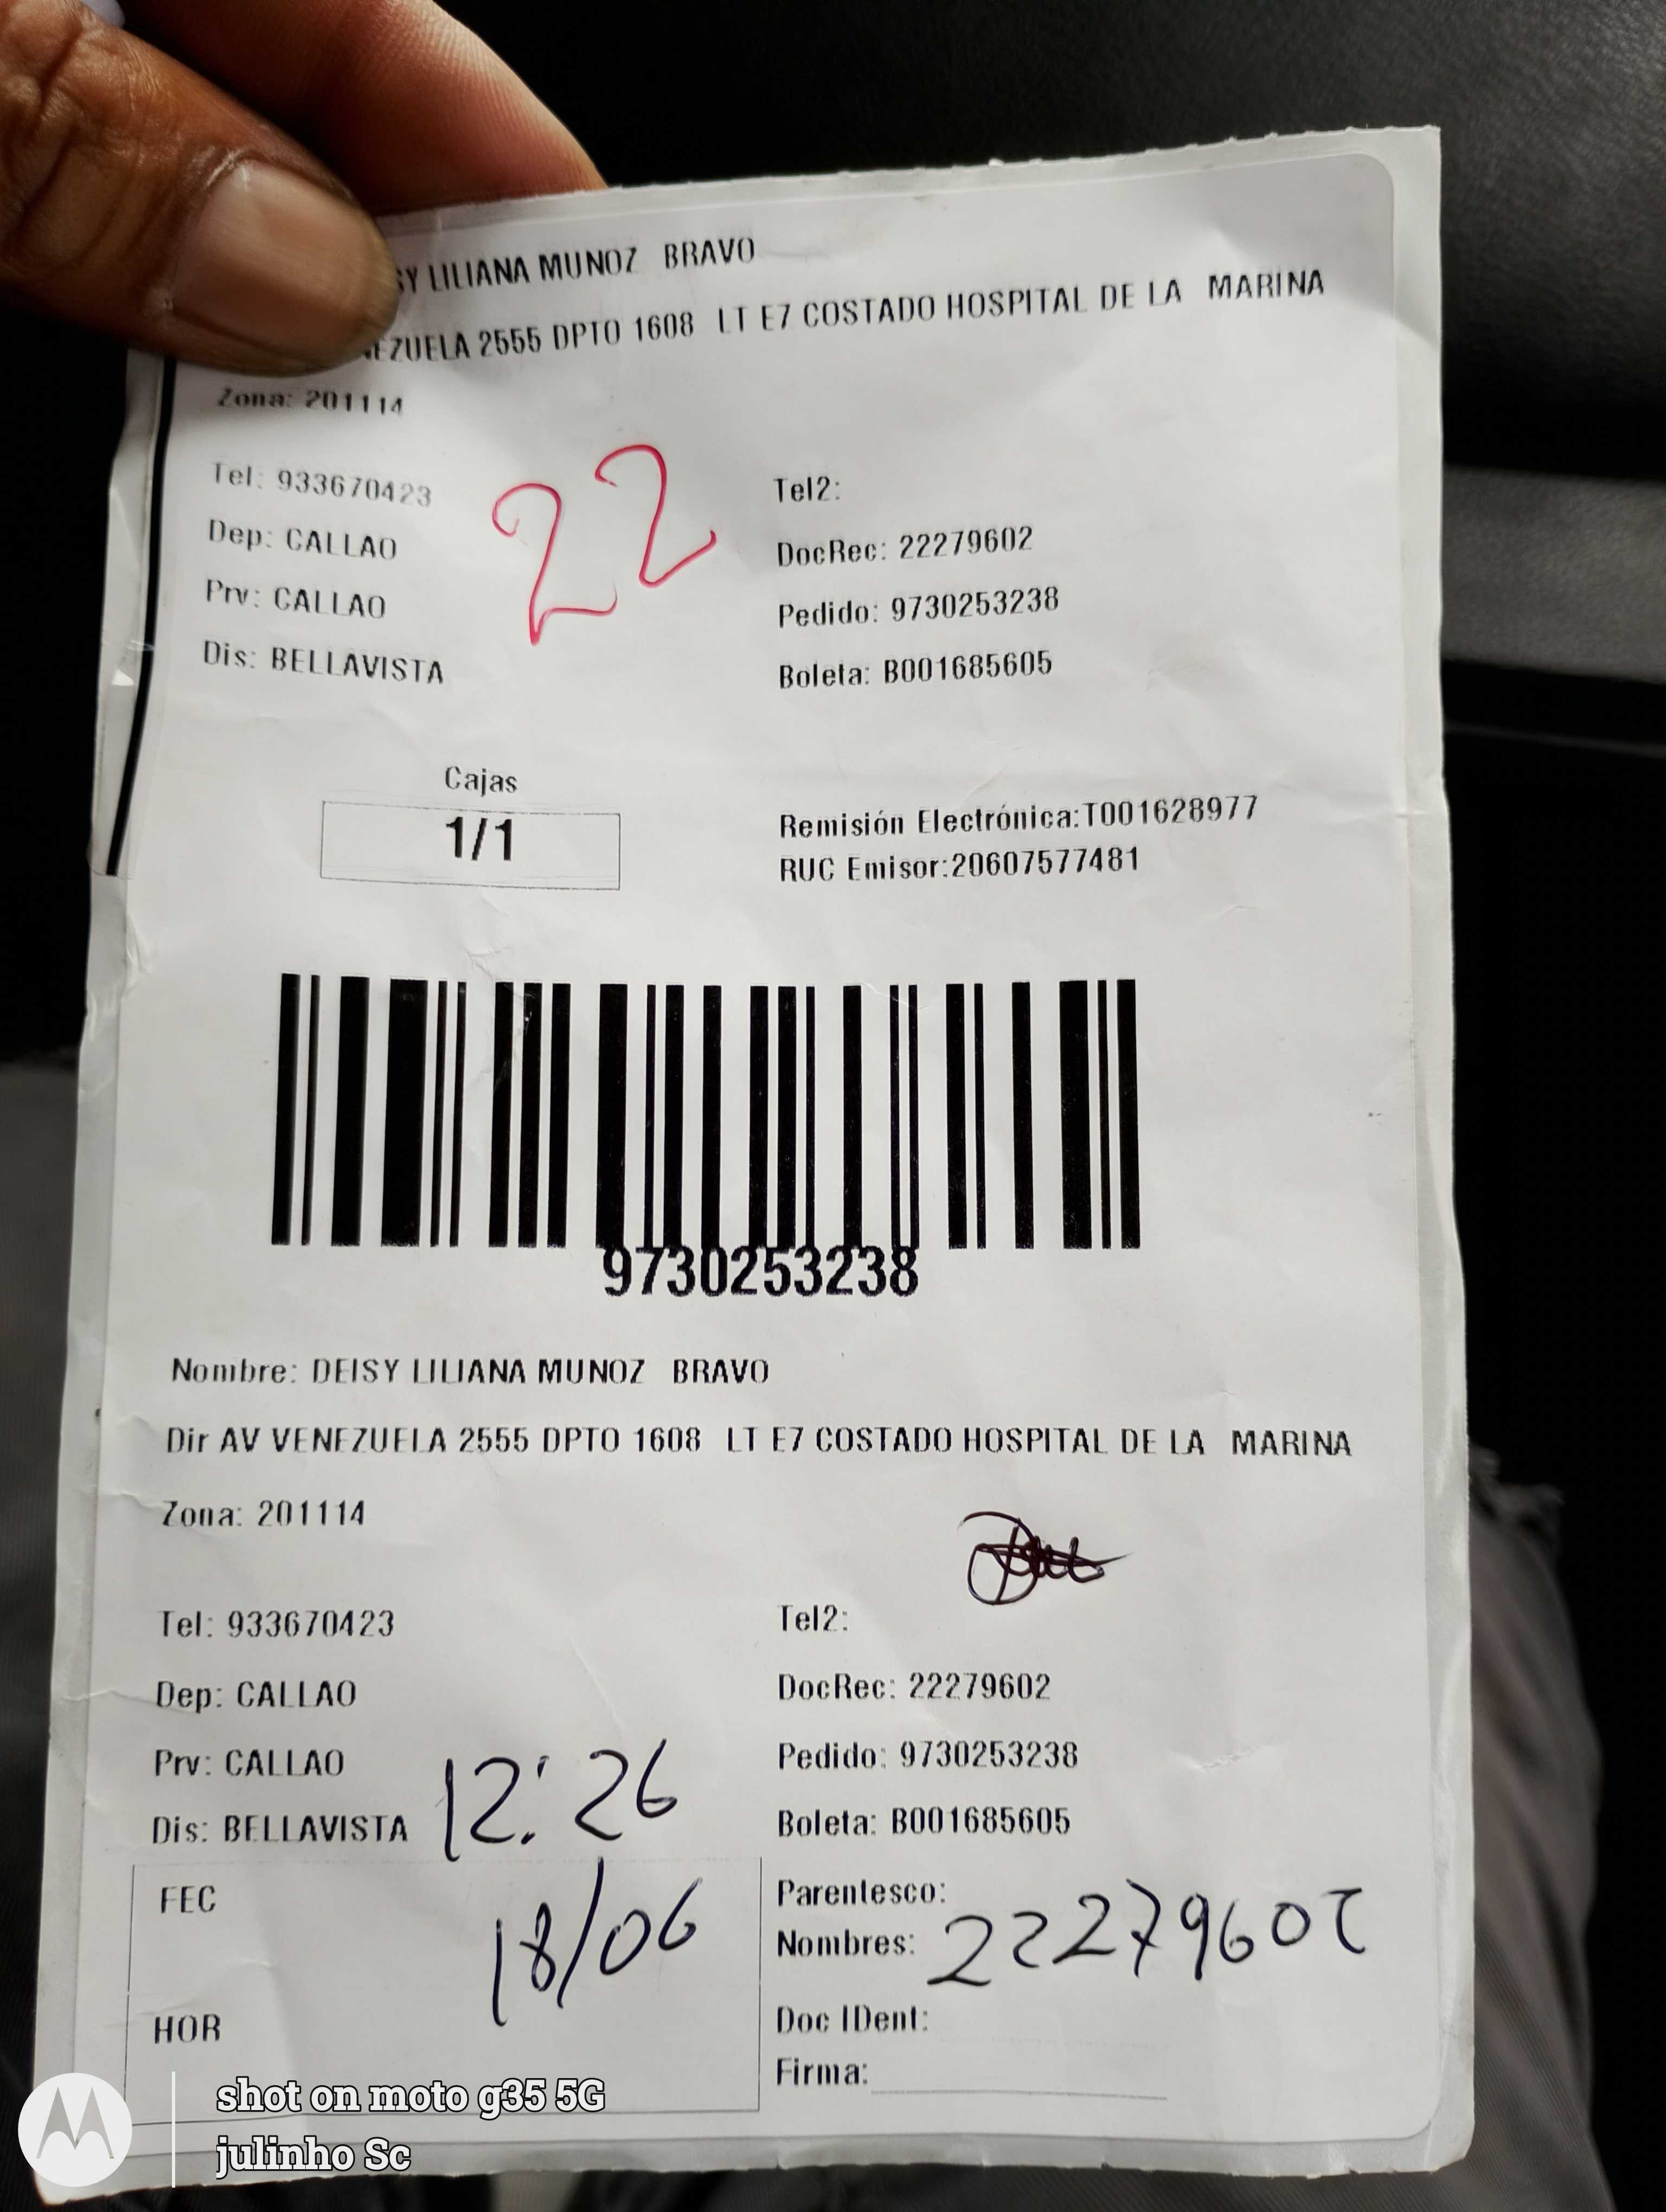 LILIANA MUNOZ BRAVO
2555 DPTO 1608 LT E7 COSTADO HOSPITAL DE LA MARINA
Zona: 201114
22
Tel: 933670423
Tel2:
Dep: CALLAO
DocRec: 22279602
Prv: CALLAO
Pedido: 9730253238
Dis: BELLAVISTA
Boleta: B001685605
Cajas
1/1
Remisión Electrónica:T001628977
RUC Emisor:20607577481
9730253238
Nombre: DEISY LILIANA MUNOZ BRAVO
Dir AV VENEZUELA 2555 DPTO 1608 LT E7 COSTADO HOSPITAL DE LA MARINA
Zona: 201114
Tel: 933670423
Tel2:
Dep: CALLAO
DocRec: 22279602
Prv: CALLAO
Pedido: 9730253238
12:26
Dis: BELLAVISTA
Boleta: B001685605
FEC
18/06
Parentesco:
Nombres: 22279602
HOR
Doc IDent:
Firma:
shot on moto g35 5G
julinho Sc